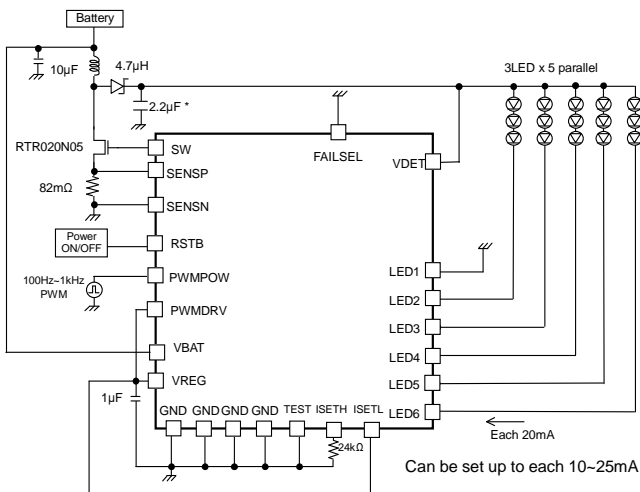 Battery
10µF
4.7µH
2.2µF *
3LED x 5 parallel
RTR020N05
82mΩ
Power
ON/OFF
100Hz~1kHz
PWM
1µF
SW
SENSP
SENSN
RSTB
PWMPOW
PWMDRV
VBAT
VREG
FAILSEL
VDET
LED1
LED2
LED3
LED4
LED5
LED6
GND GND GND GND TEST ISETH ISETL
24kΩ
Each 20mA
Can be set up to each 10~25mA